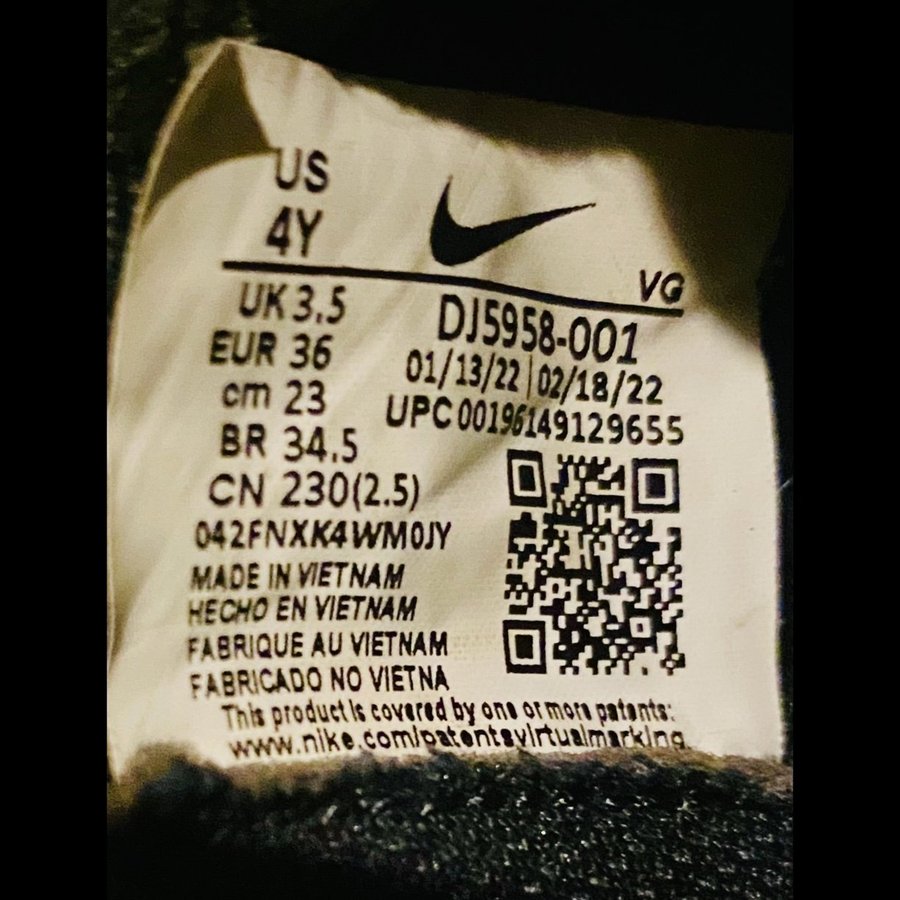 US
4Y
VG
UK 3.5
EUR 36
cm 23
BR 34.5
CN 230(2.5)
DJ5958-001
01/13/22|02/18/22
UPC 00196149129655
042FNXK4WM0JY
MADE IN VIETNAM
HECHO EN VIETNAM
FABRIQUE AU VIETNAM
FABRICADO NO VIETNA
This product is covered by one or more patents:
www.nike.com/patentsvirtualmarking